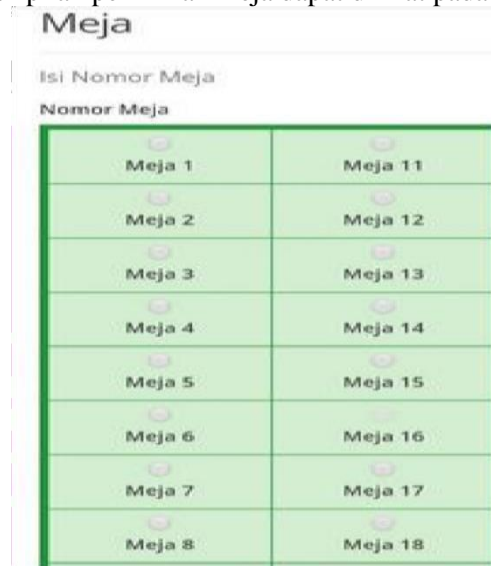 dapat
pada
Meja
Isi Nomor Meja
Nomor Meja
Meja 1 Meja 11
Meja 2 Meja 12
Meja 3 Meja 13
Meja 4 Meja 14
Meja 5 Meja 15
Meja 6 Meja 16
Meja 7 Meja 17
Meja 8 Meja 18